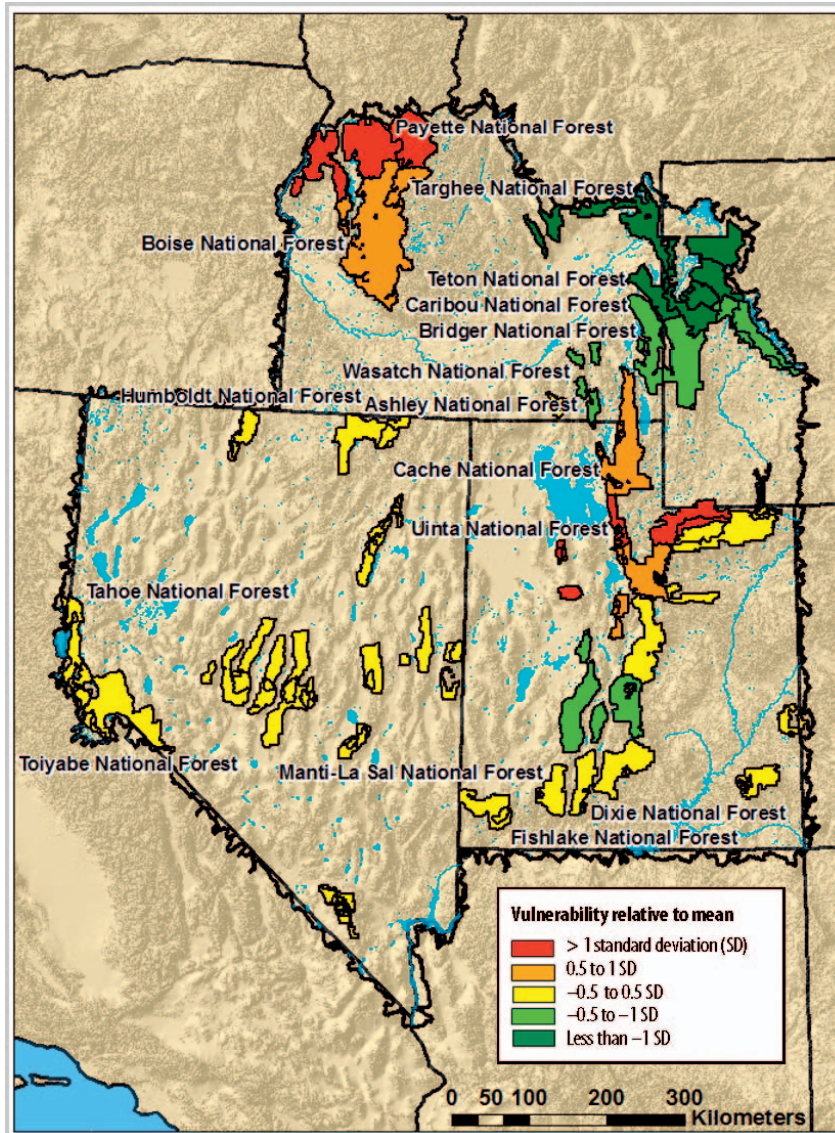 Payette National Forest
Targhee National Forest
Boise National Forest
Teton National Forest
Caribou National Forest
Bridger National Forest
Wasatch National Forest
Humboldt National Forest
Ashley National Forest
Cache National Forest
Uinta National Forest
Tahoe National Forest
Toiyabe National Forest
Manti-La Sal National Forest
Dixie National Forest
Fishlake National Forest
Vulnerability relative to mean
> 1 standard deviation (SD)
0.5 to 1 SD
–0.5 to 0.5 SD
–0.5 to –1 SD
Less than –1 SD
0 50 100 200 300
Kilometers